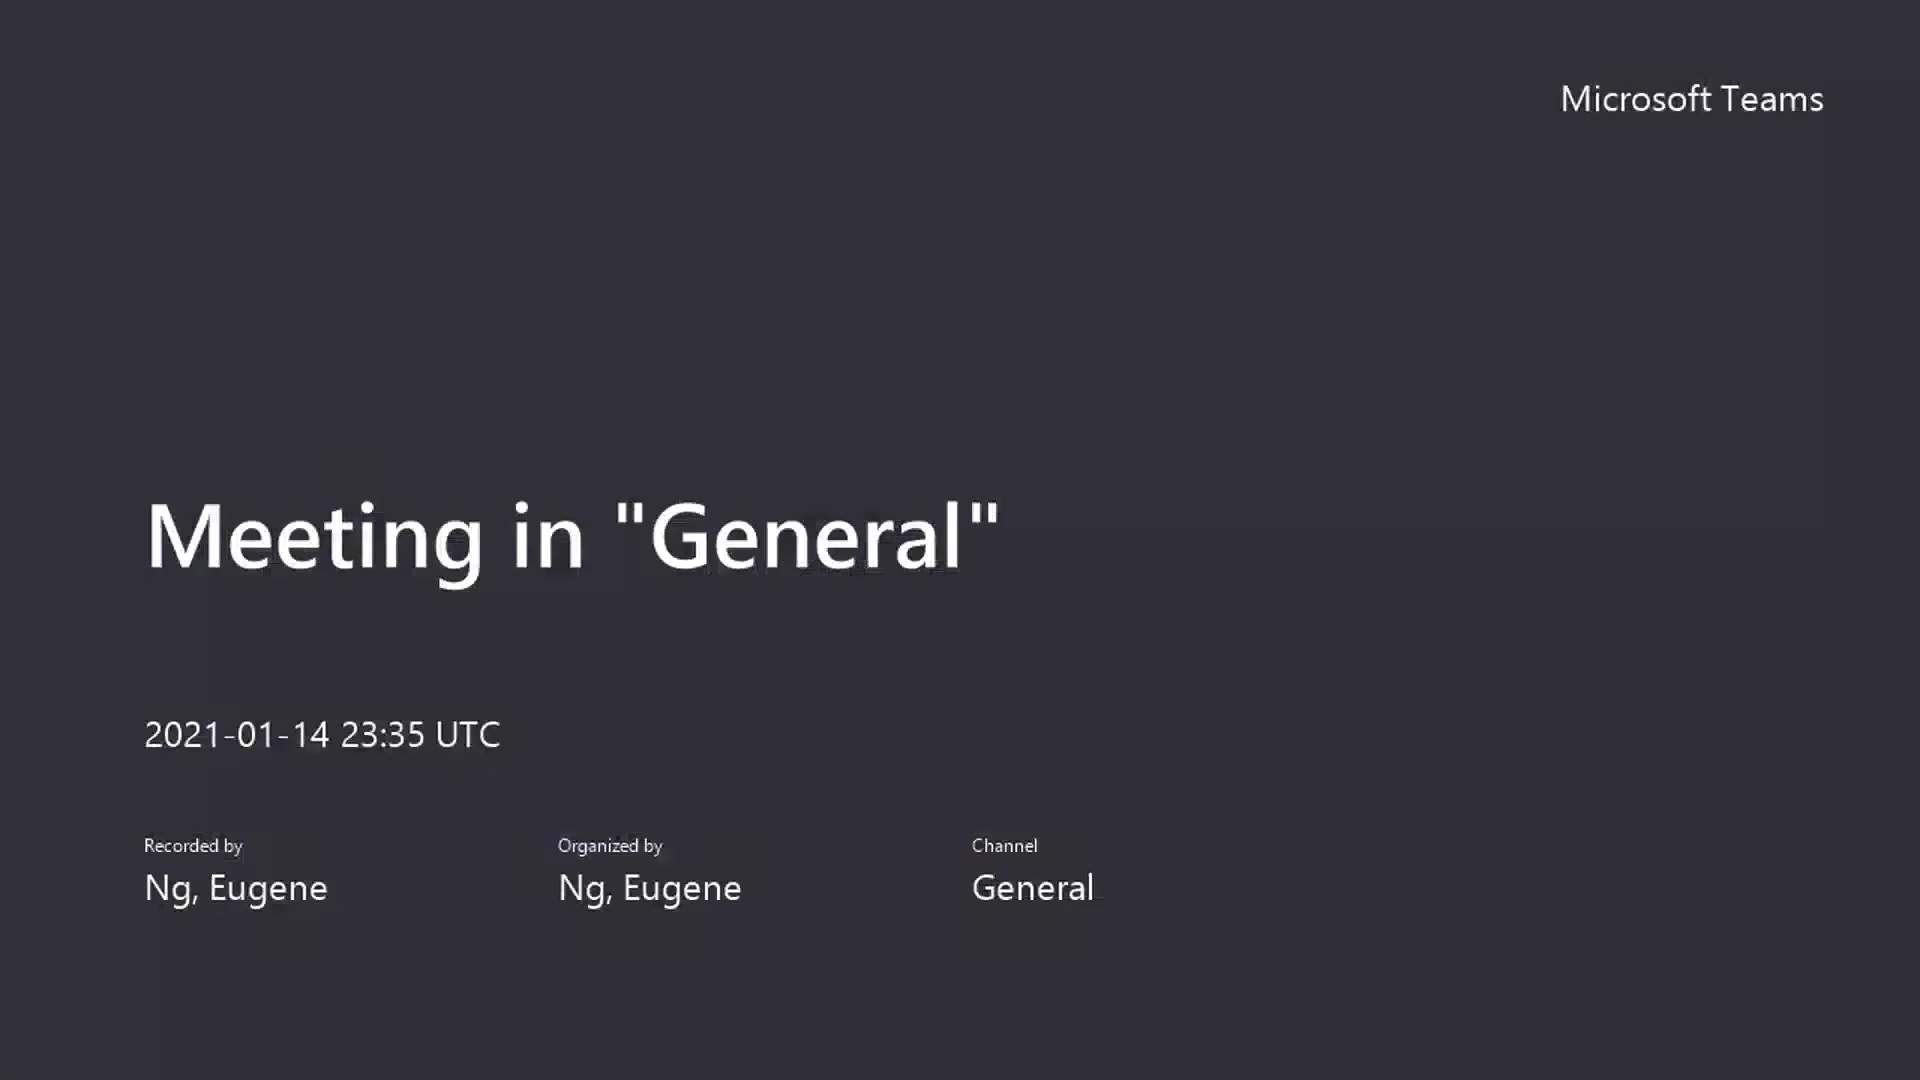 Microsoft Teams
Meeting in "General"
2021-01-14 23:35 UTC
Recorded by
Ng, Eugene
Organized by
Ng, Eugene
Channel
General